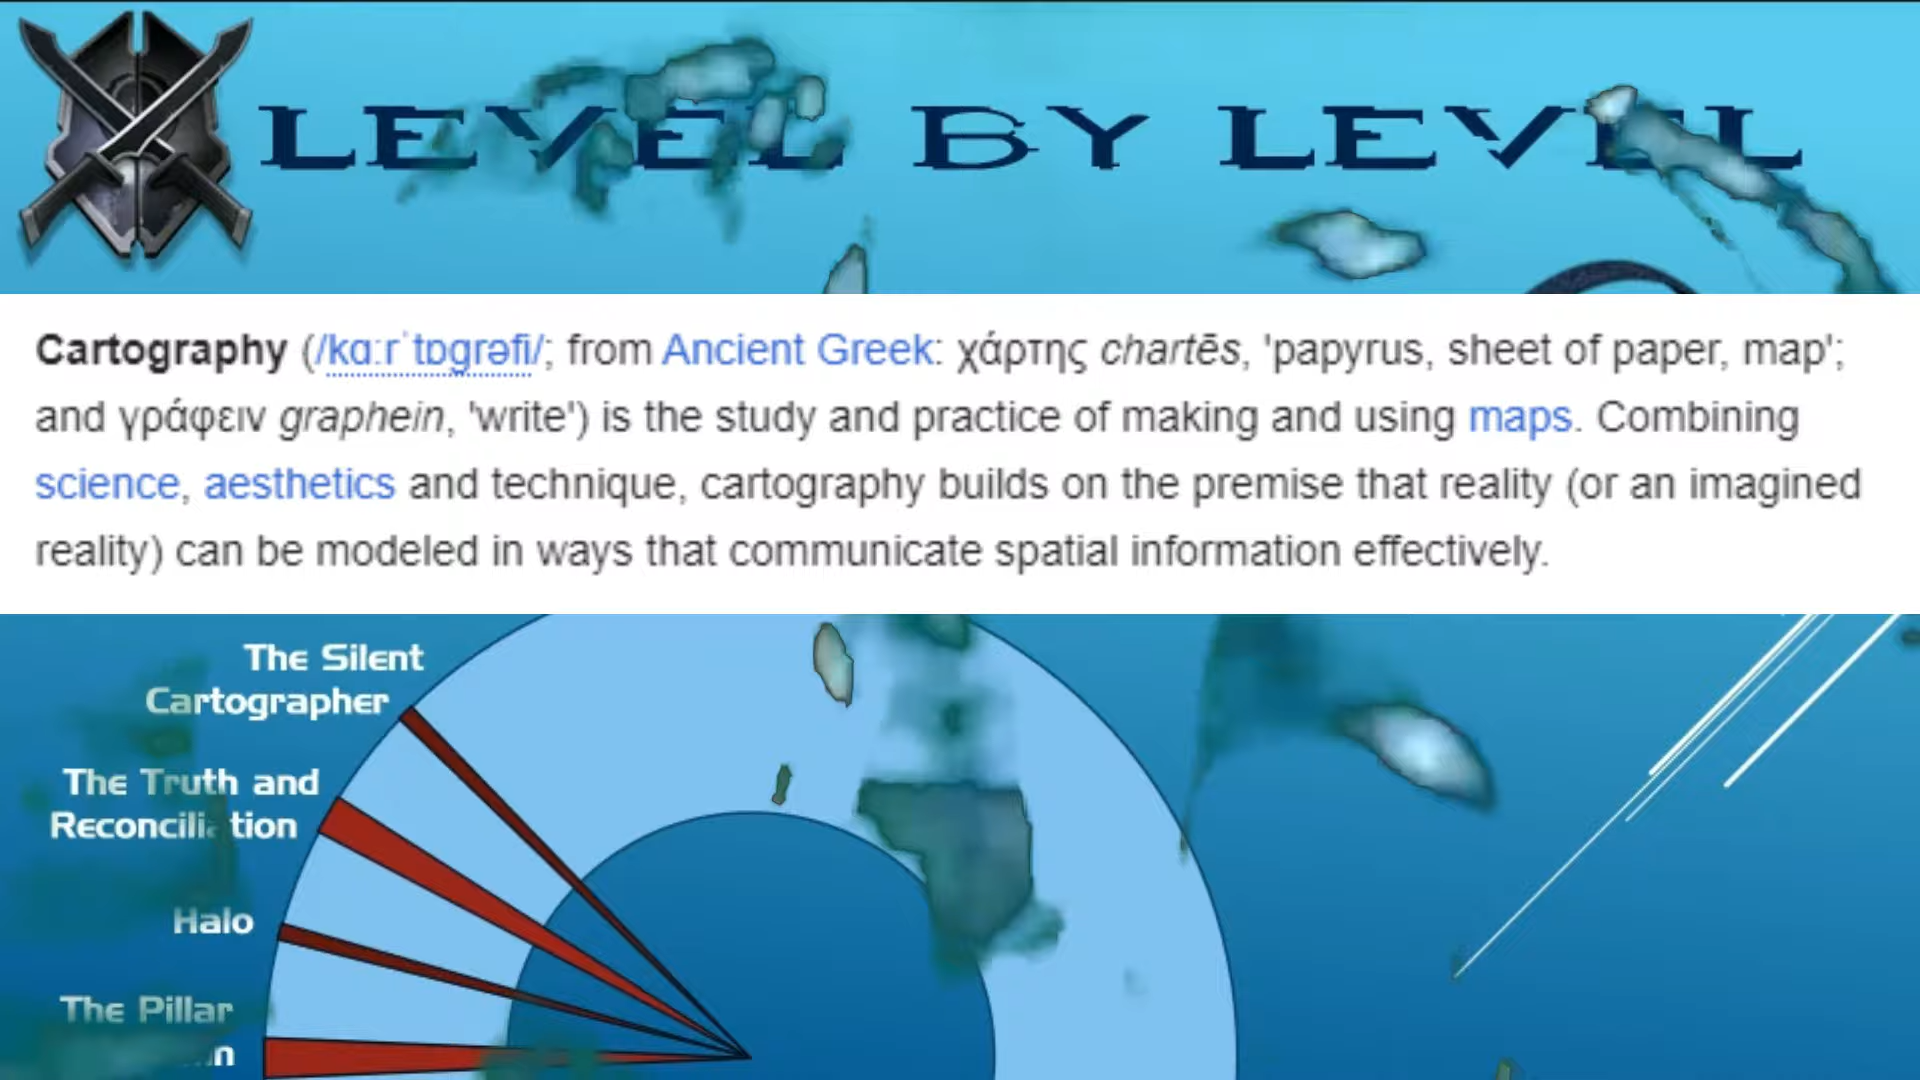 LEVEL BY LEVEL
Cartography (/kɑːrˈtɒɡrəfi/; from Ancient Greek: χάρτης chartēs, 'papyrus, sheet of paper, map';
and γράφειν graphein, 'write') is the study and practice of making and using maps. Combining
science, aesthetics and technique, cartography builds on the premise that reality (or an imagined
reality) can be modeled in ways that communicate spatial information effectively.
The Silent
Cartographer
The Truth and
Reconciliation
Halo
The Pillar